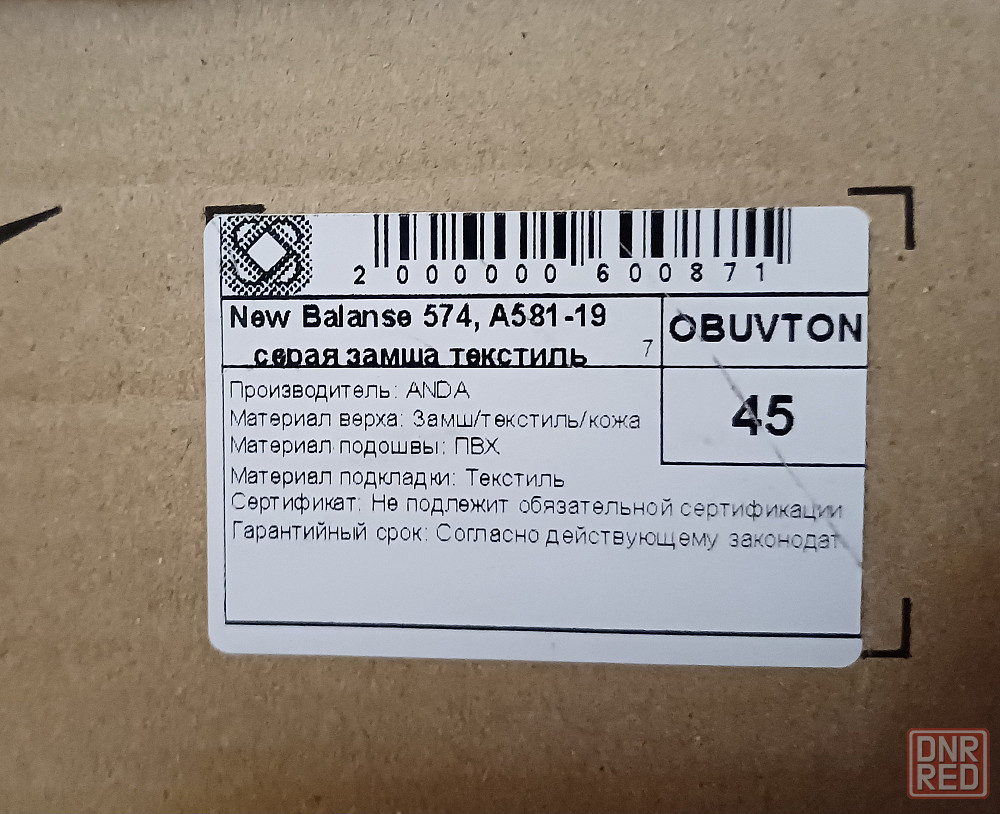 2 000000 600871
New Balanse 574, A581-19
серая замша текстиль
7
OBUVTON
45
Производитель: ANDA
Материал верха: Замш/текстиль/кожа
Материал подошвы: ПВХ
Материал подкладки: Текстиль
Сертификат: Не подлежит обязательной сертификации
Гарантийный срок: Согласно действующему законодат
DNR
RED